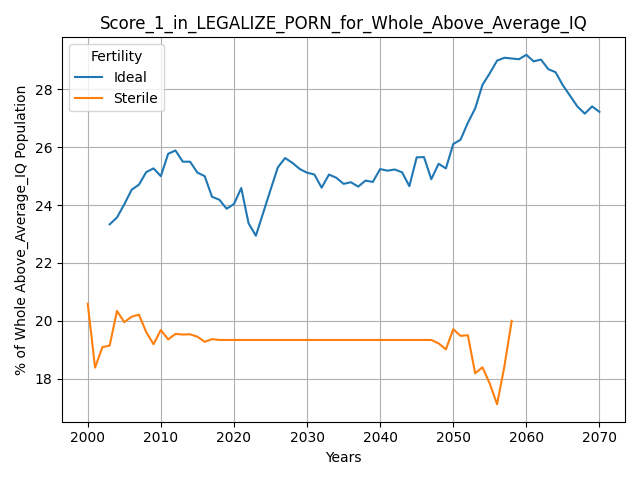 Score_1_in_LEGALIZE_PORN_for_Whole_Above_Average_IQ
Fertility
Ideal
Sterile
% of Whole Above_Average_IQ Population
28
26
24
22
20
18
2000 2010 2020 2030 2040 2050 2060 2070
Years